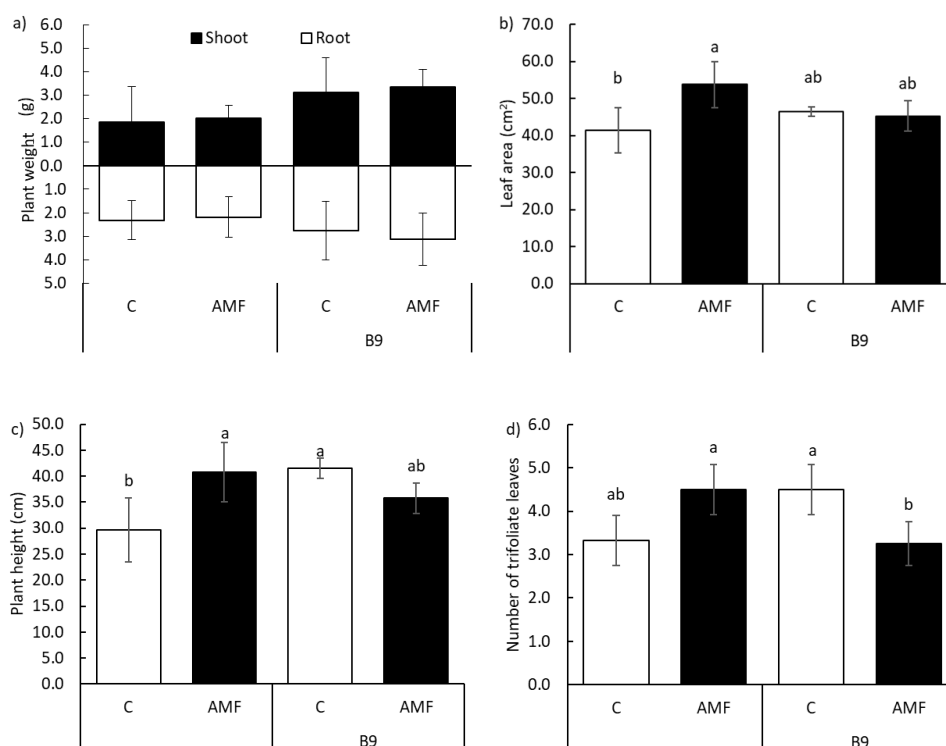 a)
Shoot Root
Plant weight (g)
6.0
5.0
4.0
3.0
2.0
1.0
0.0
1.0
2.0
3.0
4.0
5.0
C AMF C AMF
B9
b)
Leaf area (cm²)
70.0
60.0
50.0
40.0
30.0
20.0
10.0
0.0
b a ab ab
C AMF C AMF
B9
c)
Plant height (cm)
50.0
45.0
40.0
35.0
30.0
25.0
20.0
15.0
10.0
5.0
0.0
b a a ab
C AMF C AMF
B9
d)
Number of trifoliate leaves
6.0
5.0
4.0
3.0
2.0
1.0
0.0
ab a a b
C AMF C AMF
B9